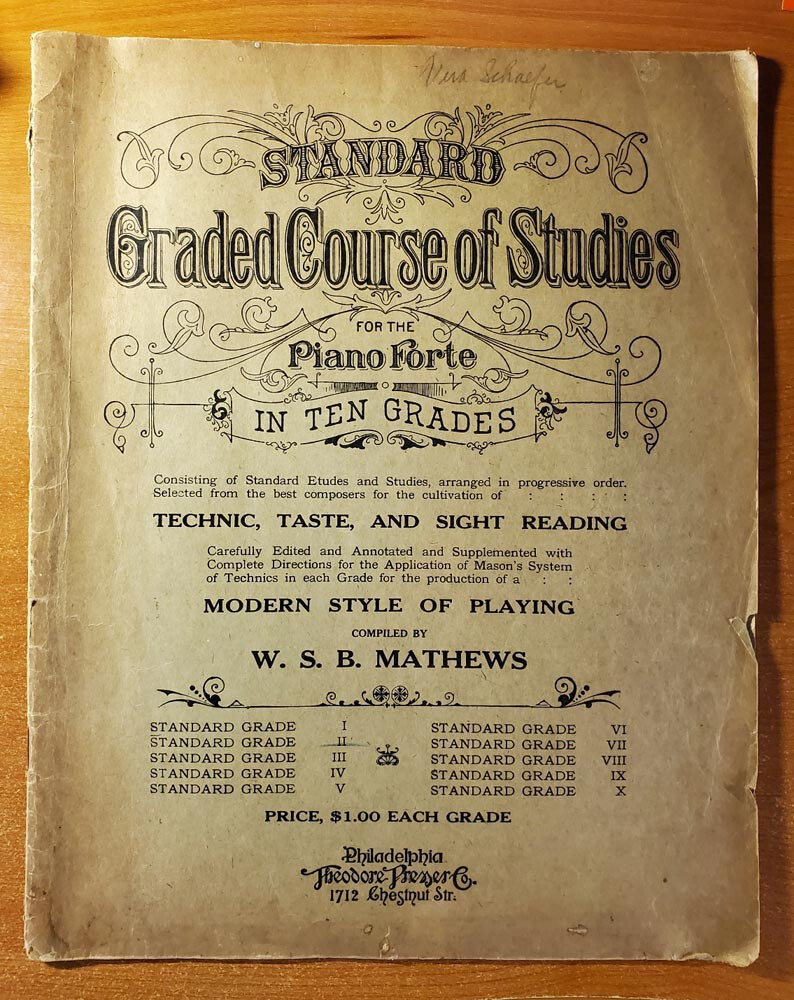 Vera Schaefer
STANDARD
Graded Course of Studies
FOR THE
Piano Forte
IN TEN GRADES
Consisting of Standard Etudes and Studies, arranged in progressive order.
Selected from the best composers for the cultivation of : : : :
TECHNIC, TASTE, AND SIGHT READING
Carefully Edited and Annotated and Supplemented with
Complete Directions for the Application of Mason's System
of Technics in each Grade for the production of a : :
MODERN STYLE OF PLAYING
COMPILED BY
W. S. B. MATHEWS
STANDARD GRADE I
STANDARD GRADE II
STANDARD GRADE III
STANDARD GRADE IV
STANDARD GRADE V
STANDARD GRADE VI
STANDARD GRADE VII
STANDARD GRADE VIII
STANDARD GRADE IX
STANDARD GRADE X
PRICE, $1.00 EACH GRADE
Philadelphia
Theodore Presser Co.
1712 Chestnut Str.